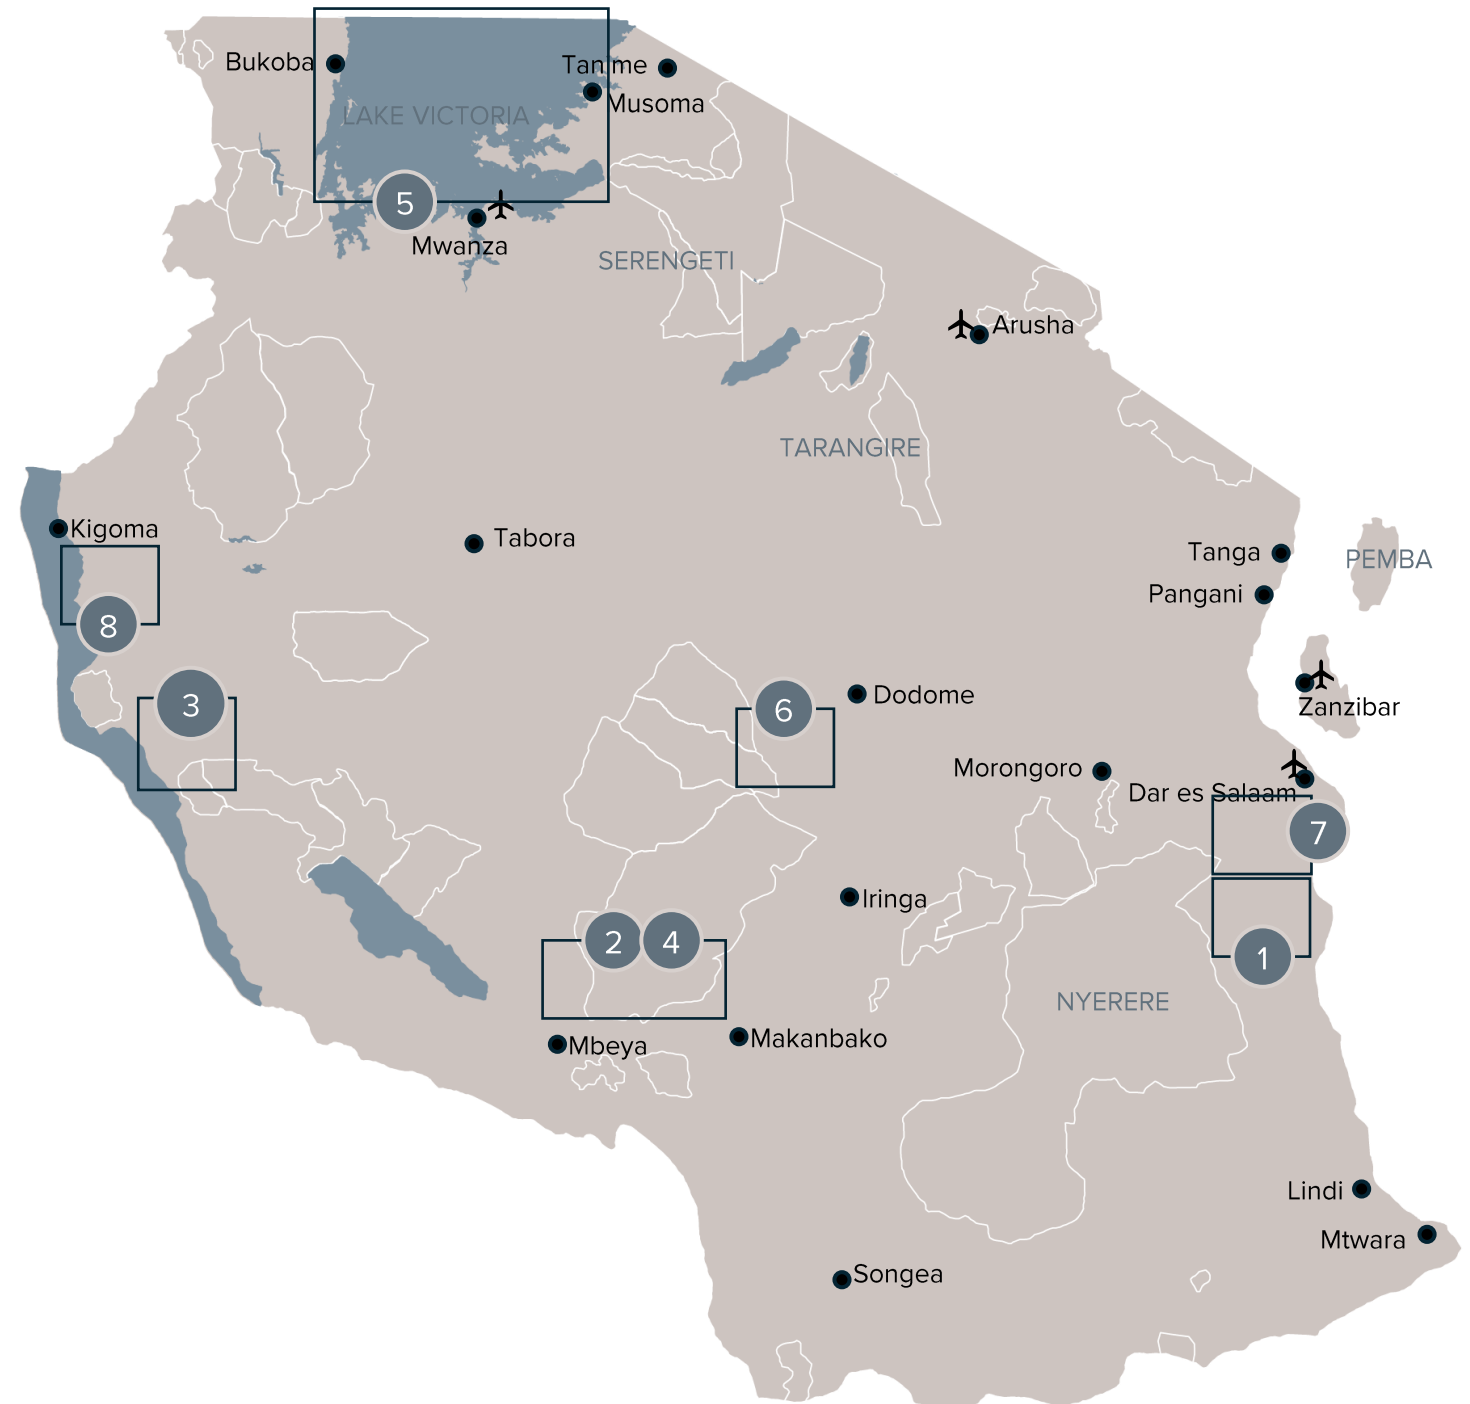 Bukoba
Tanime
Musoma
LAKE VICTORIA
5
Mwanza
SERENGETI
Arusha
TARANGIRE
Kigoma
Tabora
Tanga
PEMBA
Pangani
8
3
6
Dodome
Zanzibar
Morongoro
Dar es Salaam
7
Iringa
2
4
1
NYERERE
Mbeya
Makanbako
Lindi
Mtwara
Songea